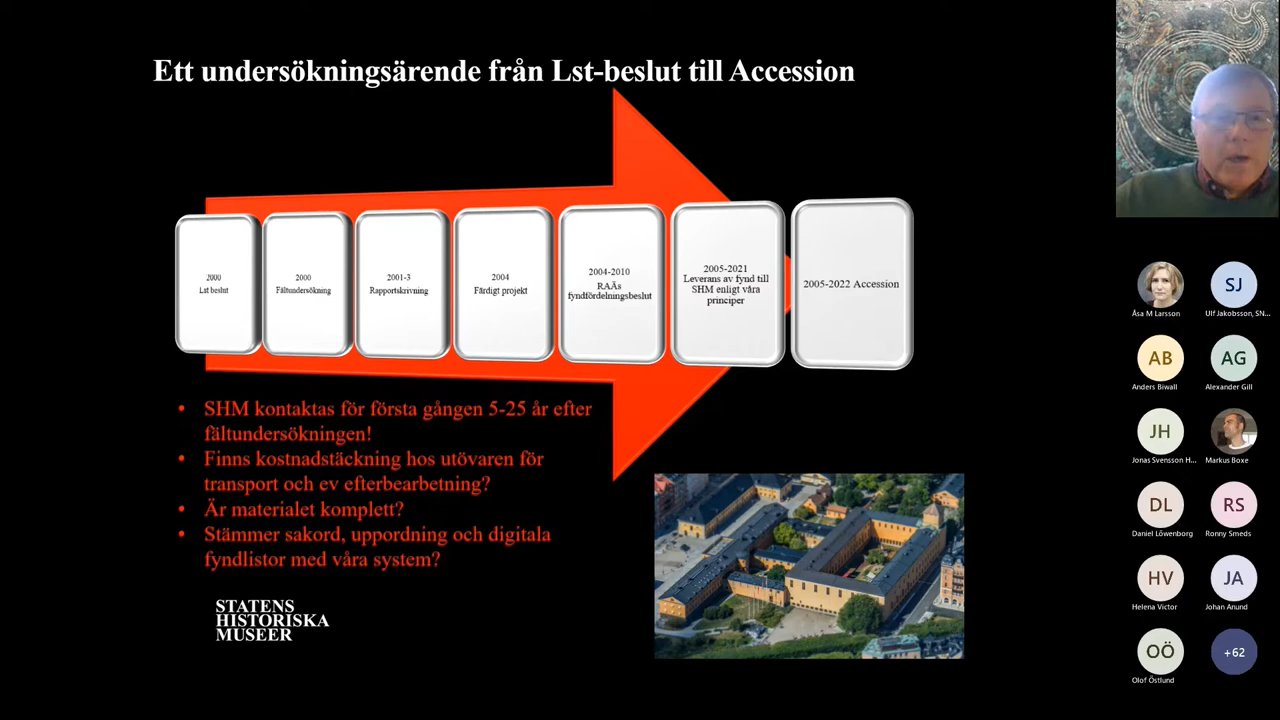 Ett undersökningsärende från Lst-beslut till Accession
2000
Lst beslut
2000
Fältundersökning
2001-3
Rapportskrivning
2004
Färdigt projekt
2004-2010
RAÄs
fyndfördelningsbeslut
2005-2021
Leverans av fynd till
SHM enligt våra
principer
2005-2022 Accession
• SHM kontaktas för första gången 5-25 år efter
fältundersökningen!
• Finns kostnadstäckning hos utövaren för
transport och ev efterbearbetning?
• Är materialet komplett?
• Stämmer sakord, uppordning och digitala
fyndlistor med våra system?
STATENS
HISTORISKA
MUSEER
Åsa M Larsson
SJ
Ulf Jakobsson, SN...
AB
Anders Biwall
AG
Alexander Gill
JH
Jonas Svensson H...
Markus Boxe
DL
Daniel Löwenborg
RS
Ronny Smeds
HV
Helena Victor
JA
Johan Anund
OÖ
Olof Östlund
+62